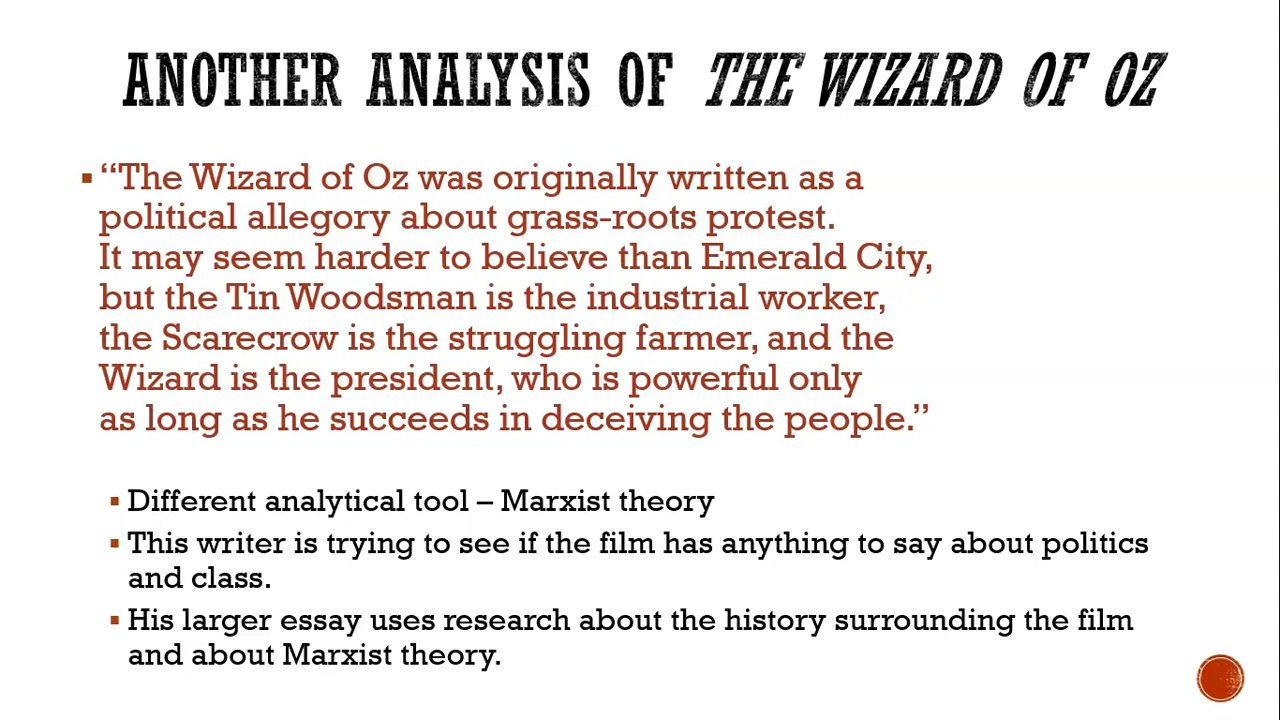 ANOTHER ANALYSIS OF THE WIZARD OF OZ
▪ “The Wizard of Oz was originally written as a
political allegory about grass-roots protest.
It may seem harder to believe than Emerald City,
but the Tin Woodsman is the industrial worker,
the Scarecrow is the struggling farmer, and the
Wizard is the president, who is powerful only
as long as he succeeds in deceiving the people.”
▪ Different analytical tool – Marxist theory
▪ This writer is trying to see if the film has anything to say about politics
and class.
▪ His larger essay uses research about the history surrounding the film
and about Marxist theory.